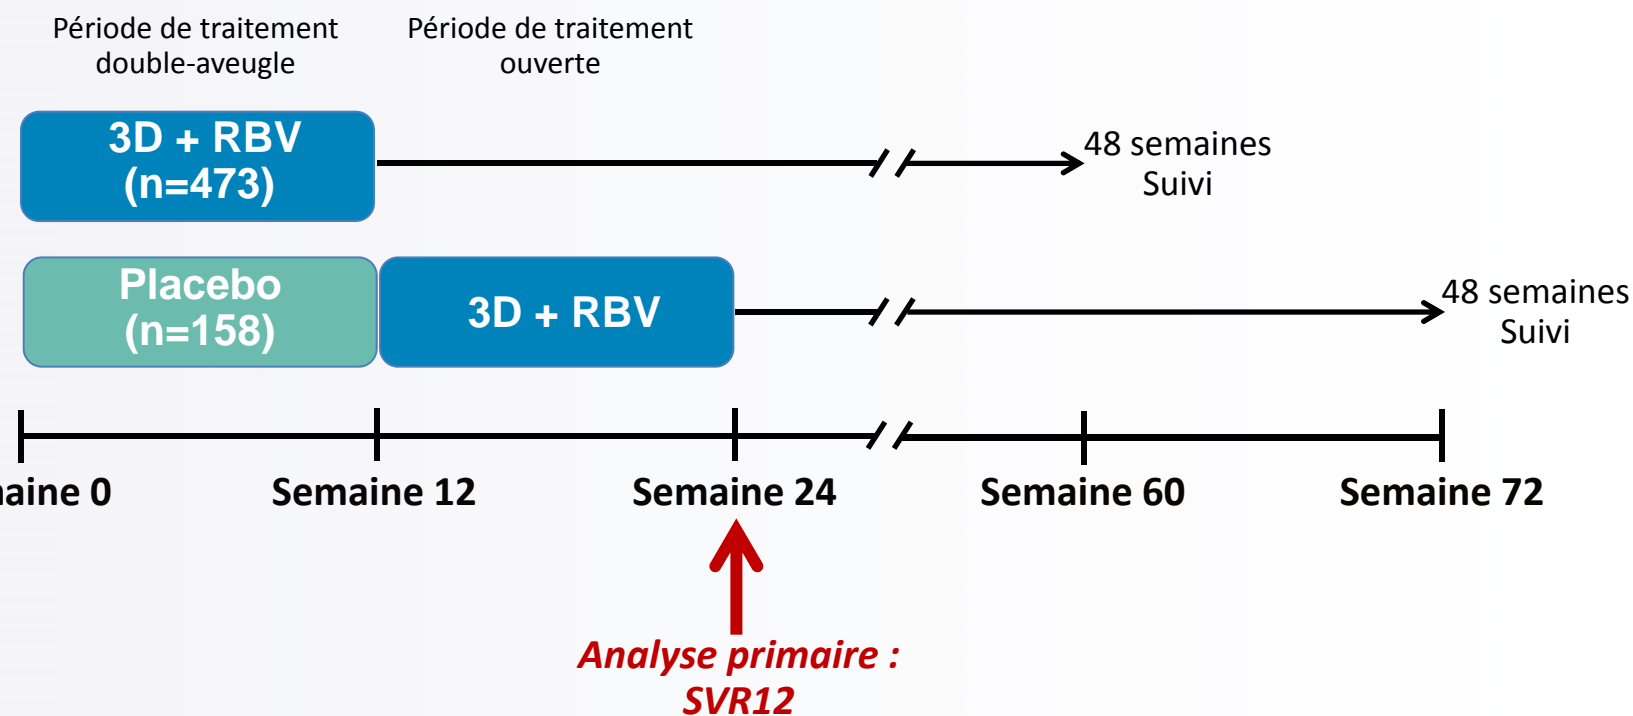 Période de traitement
double-aveugle
Période de traitement
ouverte
3D + RBV
(n=473)
48 semaines
Suivi
Placebo
(n=158)
3D + RBV
48 semaines
Suivi
maine 0
Semaine 12
Semaine 24
Semaine 60
Semaine 72
Analyse primaire :
SVR12